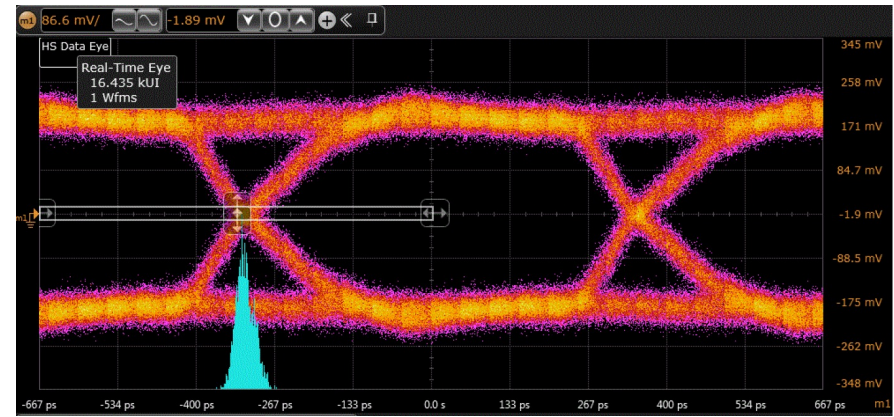 m1 86.6 mV/ -1.89 mV 0
HS Data Eye
Real-Time Eye
16.435 kUI
1 Wfms
345 mV
258 mV
171 mV
84.7 mV
m1 -1.9 mV
-88.5 mV
-175 mV
-262 mV
-348 mV
-667 ps -534 ps -400 ps -267 ps -133 ps 0.0 s 133 ps 267 ps 400 ps 534 ps 667 ps m1